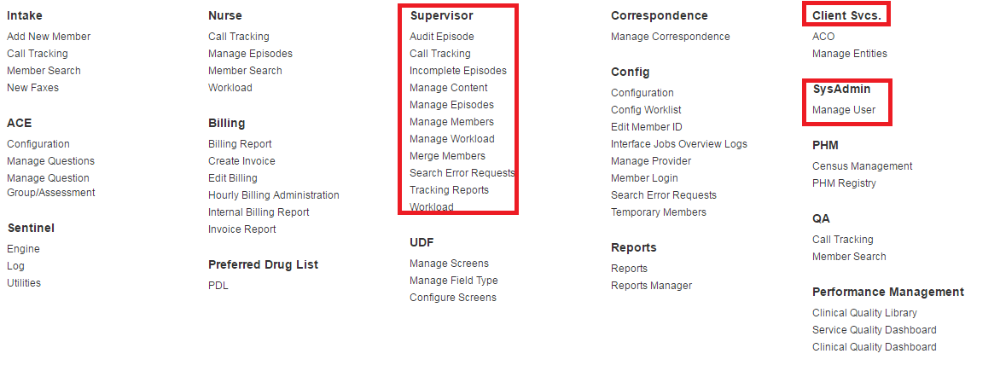 Intake
Add New Member
Call Tracking
Member Search
New Faxes
ACE
Configuration
Manage Questions
Manage Question
Group/Assessment
Sentinel
Engine
Log
Utilities
Nurse
Call Tracking
Manage Episodes
Member Search
Workload
Billing
Billing Report
Create Invoice
Edit Billing
Hourly Billing Administration
Internal Billing Report
Invoice Report
Preferred Drug List
PDL
Supervisor
Audit Episode
Call Tracking
Incomplete Episodes
Manage Content
Manage Episodes
Manage Members
Manage Workload
Merge Members
Search Error Requests
Tracking Reports
Workload
UDF
Manage Screens
Manage Field Type
Configure Screens
Correspondence
Manage Correspondence
Config
Configuration
Config Worklist
Edit Member ID
Interface Jobs Overview Logs
Manage Provider
Member Login
Search Error Requests
Temporary Members
Reports
Reports
Reports Manager
Client Svcs.
ACO
Manage Entities
SysAdmin
Manage User
PHM
Census Management
PHM Registry
QA
Call Tracking
Member Search
Performance Management
Clinical Quality Library
Service Quality Dashboard
Clinical Quality Dashboard